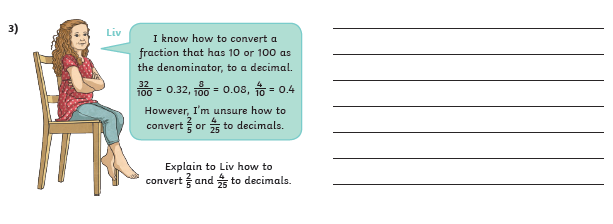 3)
Liv
I know how to convert a
fraction that has 10 or 100 as
the denominator, to a decimal.
32/100 = 0.32, 8/100 = 0.08, 4/10 = 0.4
However, I'm unsure how to
convert 2/5 or 4/25 to decimals.
Explain to Liv how to
convert 2/5 and 4/25 to decimals.